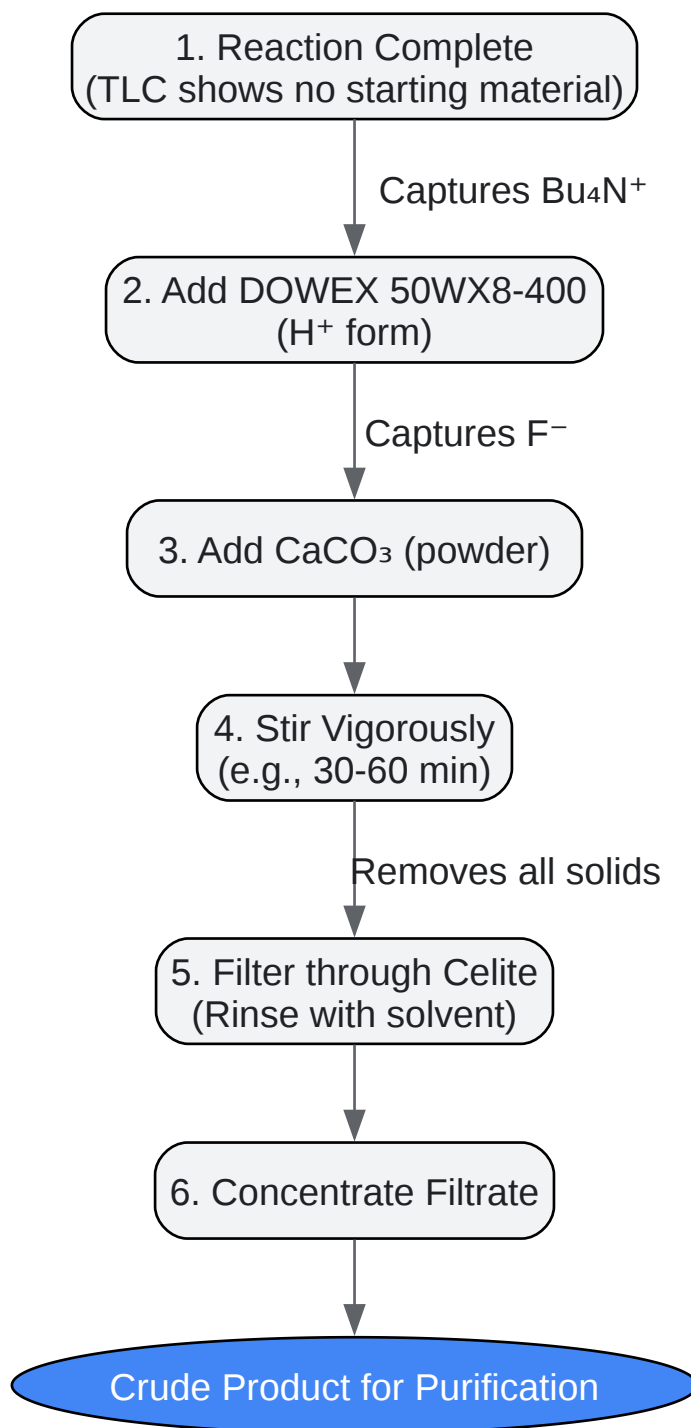 1. Reaction Complete
(TLC shows no starting material)
Captures Bu₄N⁺
2. Add DOWEX 50WX8-400
(H⁺ form)
Captures F⁻
3. Add CaCO₃ (powder)
4. Stir Vigorously
(e.g., 30-60 min)
Removes all solids
5. Filter through Celite
(Rinse with solvent)
6. Concentrate Filtrate
Crude Product for Purification